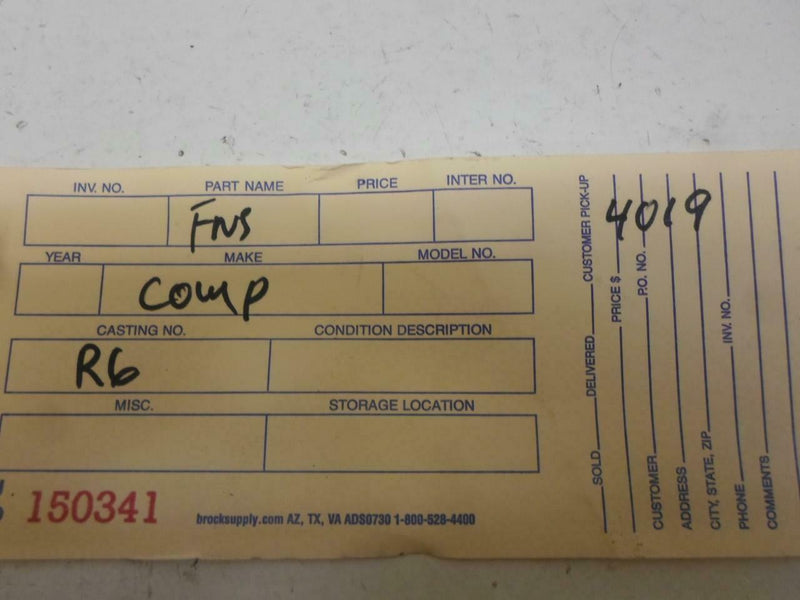 INV. NO. PART NAME PRICE INTER NO.
FNS
YEAR MAKE MODEL NO.
COMP
CASTING NO. CONDITION DESCRIPTION
R6
MISC. STORAGE LOCATION
150341
brocksupply.com AZ, TX, VA ADS0730 1-800-528-4400
SOLD DELIVERED CUSTOMER PICK-UP
PRICE $
4019
CUSTOMER P.O. NO.
ADDRESS
CITY, STATE, ZIP
PHONE INV. NO.
COMMENTS